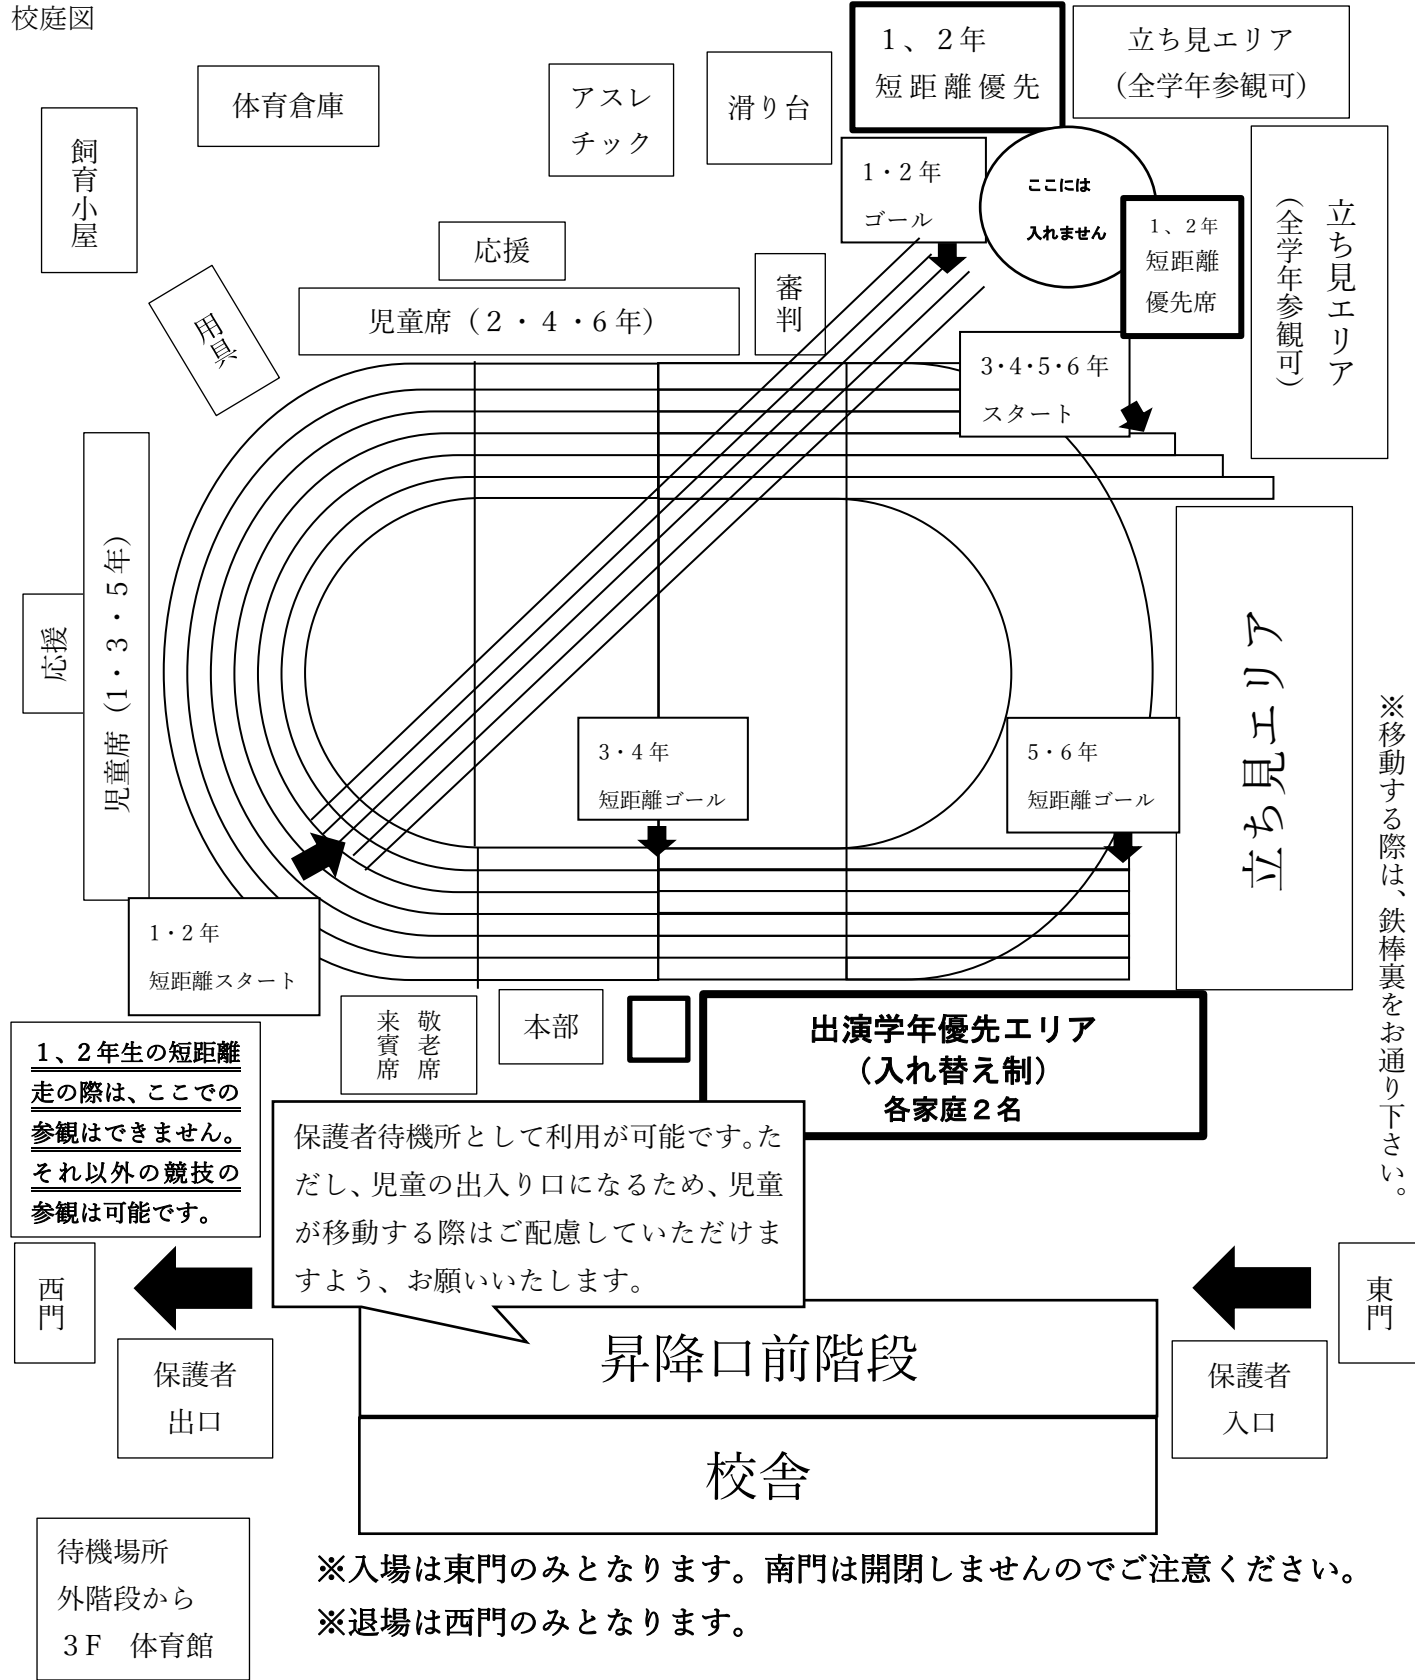 校庭図
1、2年
短距離優先
立ち見エリア
(全学年参観可)
体育倉庫
アスレ
チック
滑り台
飼育小屋
1・2年
ゴール
ここには
入れません
1、2年
短距離
優先席
立ち見エリア
(全学年参観可)
応援
児童席（2・4・6年）
審判
用具
3・4・5・6年
スタート
児童席（1・3・5年）
応援
3・4年
短距離ゴール
5・6年
短距離ゴール
立ち見エリア
※移動する際は、鉄棒裏をお通り下さい。
1・2年
短距離スタート
敬老席
来賓席
本部
出演学年優先エリア
（入れ替え制）
各家庭２名
1、2年生の短距離
走の際は、ここでの
参観はできません。
それ以外の競技の
参観は可能です。
保護者待機所として利用が可能です。た
だし、児童の出入り口になるため、児童
が移動する際はご配慮していただけま
すよう、お願いいたします。
西門
東門
保護者
出口
昇降口前階段
保護者
入口
校舎
待機場所
外階段から
３F　体育館
※入場は東門のみとなります。南門は開閉しませんのでご注意ください。
※退場は西門のみとなります。